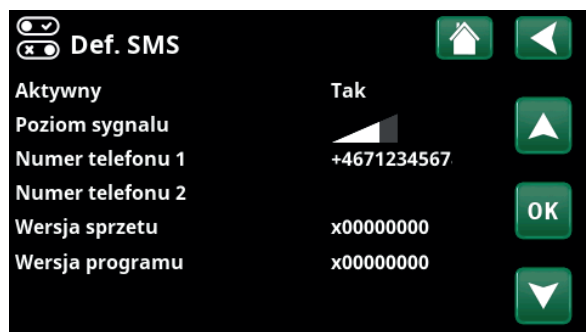 Def. SMS
Aktywny Tak
Poziom sygnalu
Numer telefonu 1 +4671234567
Numer telefonu 2
OK
Wersja sprzetu x00000000
Wersja programu x00000000